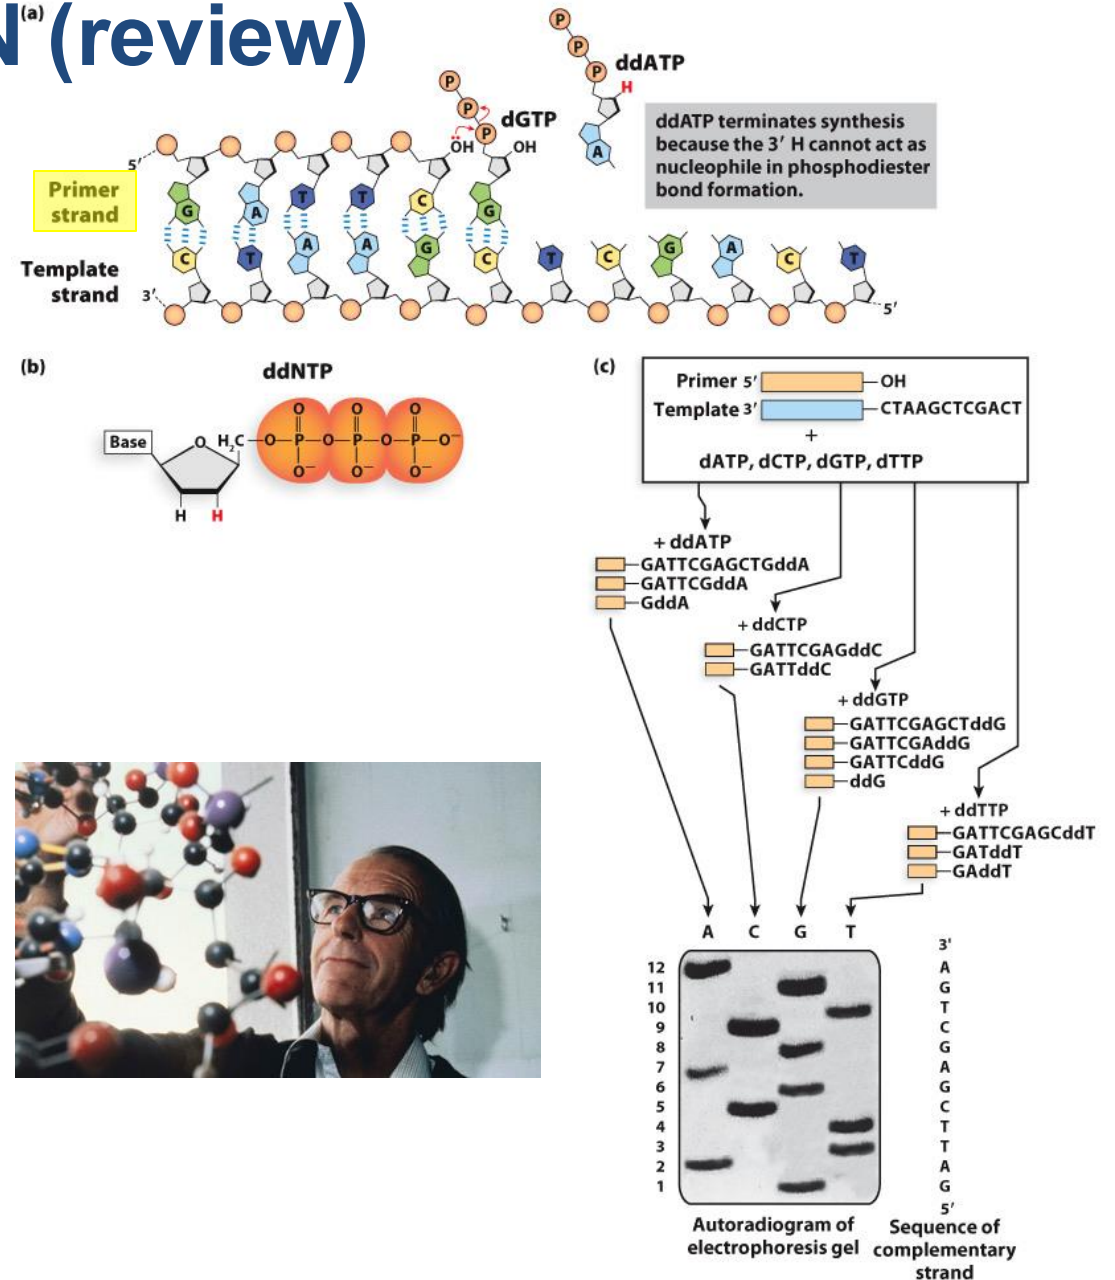 N (review)
(a)
P
P
P
ddATP
H
A
P
P
P
dGTP
OH
OH
ddATP terminates synthesis
because the 3′ H cannot act as
nucleophile in phosphodiester
bond formation.
5′
Primer
strand
G A T T C G
Template
strand
C T A A G C T C G A C T
3′
5′
(b)
ddNTP
Base
O
H₂C
O O O
O P O P O P O⁻
O⁻ O⁻ O⁻
H H
(c)
Primer 5′ OH
Template 3′ CTAAGCTCGACT
+
dATP, dCTP, dGTP, dTTP
+ ddATP
GATTCGAGCTGddA
GATTCGddA
GddA
+ ddCTP
GATTCGAGddC
GATTddC
+ ddGTP
GATTCGAGCTddG
GATTCGAddG
GATTCddG
ddG
+ ddTTP
GATTCGAGCddT
GATddT
GAddT
A C G T
3′
12 A
11 G
10 T
9 C
8 G
7 A
6 G
5 C
4 T
3 T
2 A
1 G
5′
Autoradiogram of
electrophoresis gel
Sequence of
complementary
strand